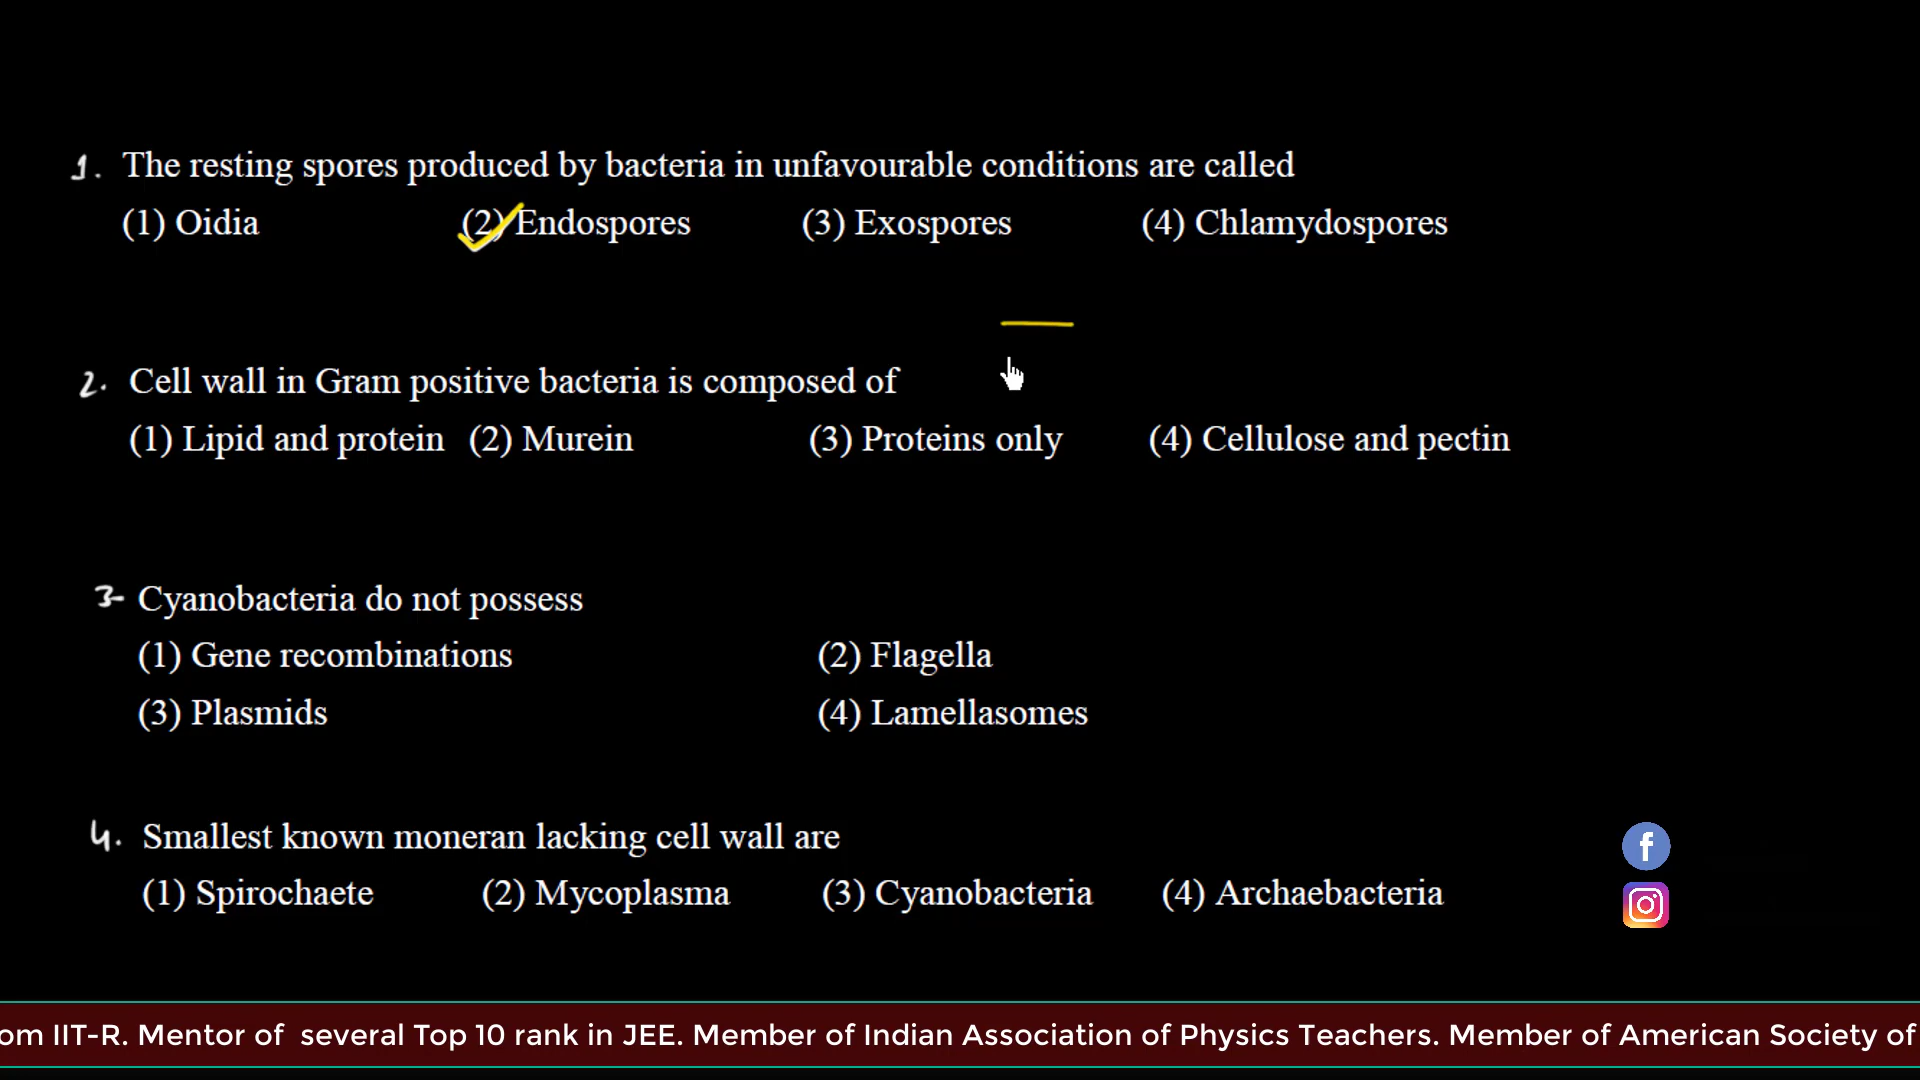 1. The resting spores produced by bacteria in unfavourable conditions are called
(1) Oidia (2) Endospores (3) Exospores (4) Chlamydospores
2. Cell wall in Gram positive bacteria is composed of
(1) Lipid and protein (2) Murein (3) Proteins only (4) Cellulose and pectin
3- Cyanobacteria do not possess
(1) Gene recombinations (2) Flagella
(3) Plasmids (4) Lamellasomes
4. Smallest known moneran lacking cell wall are
(1) Spirochaete (2) Mycoplasma (3) Cyanobacteria (4) Archaebacteria
om IIT-R. Mentor of several Top 10 rank in JEE. Member of Indian Association of Physics Teachers. Member of American Society of